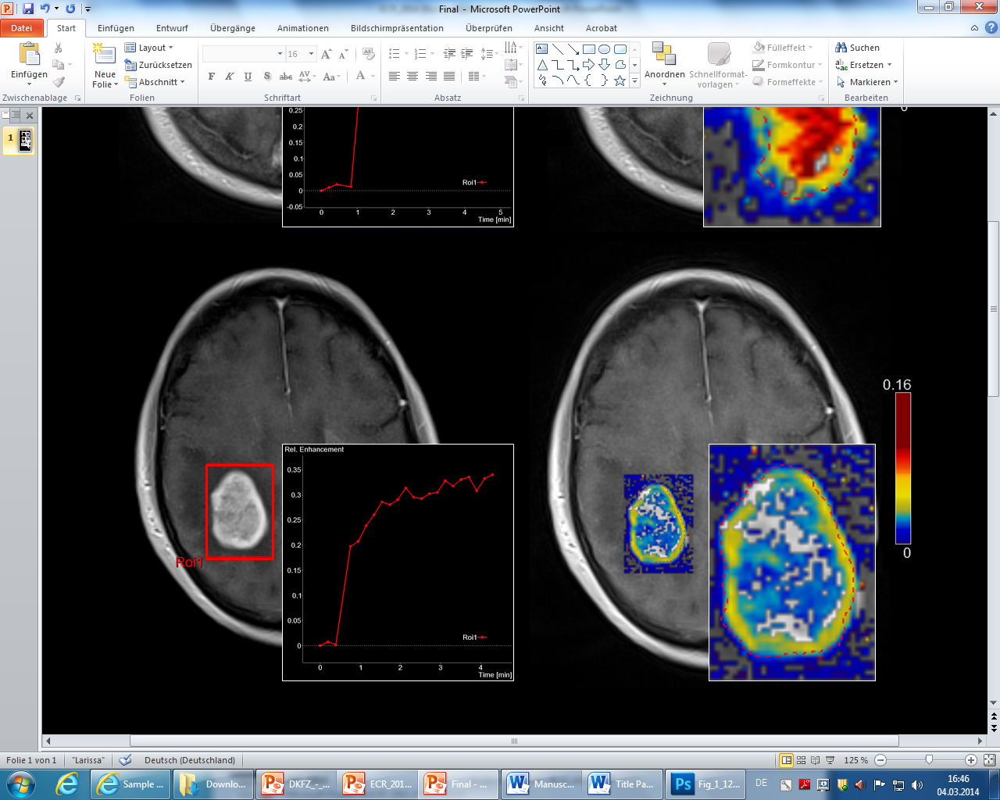 Final - Microsoft PowerPoint
Datei Start Einfügen Entwurf Übergänge Animationen Bildschirmpräsentation Überprüfen Ansicht Acrobat
Einfügen
Neue Folie
Layout
Zurücksetzen
Abschnitt
16
F K U S abc AV Aa A
Anordnen
Schnellformat-vorlagen
Fülleffekt
Formkontur
Formeffekte
Suchen
Ersetzen
Markieren
Zwischenablage Folien Schriftart Absatz Zeichnung Bearbeiten
1
0.25
0.2
0.15
0.1
0.05
0
-0.05
Roi1
0 1 2 3 4 5
Time [min]
0
Roi1
Rel. Enhancement
0.35
0.3
0.25
0.2
0.15
0.1
0.05
0
Roi1
0 1 2 3 4
Time [min]
0.16
0
Folie 1 von 1 "Larissa" Deutsch (Deutschland) 125 %
Sample ... Downlo... DKFZ_-_... ECR_201... Final - ... Manusc... Title Pa... Fig_1_12... DE
16:46
04.03.2014